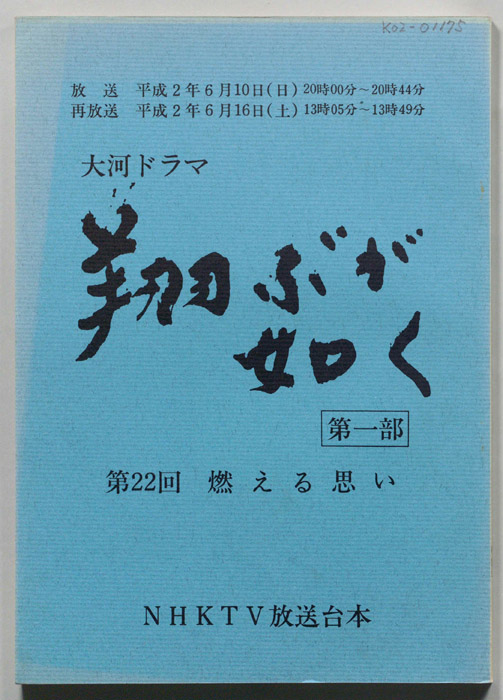 K02-01175
放　送　平成２年６月10日(日) 20時00分～20時44分
再放送　平成２年６月16日(土) 13時05分～13時49分
大河ドラマ
翔ぶが
如く
第一部
第22回　燃える思い
ＮＨＫＴＶ放送台本